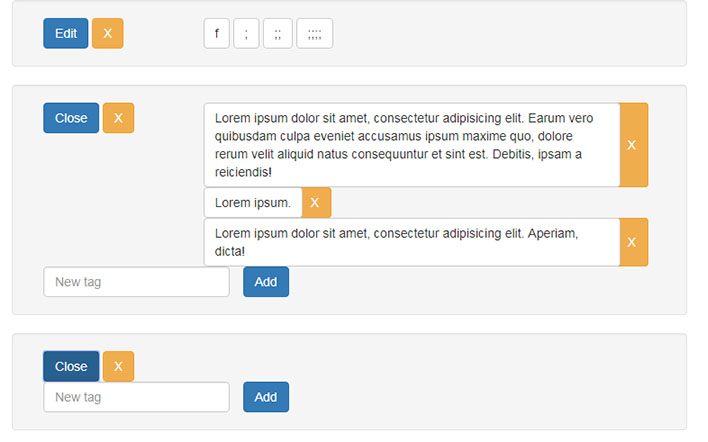 Edit X f ; ;; ;;;;
Close X
Lorem ipsum dolor sit amet, consectetur adipisicing elit. Earum vero
quibusdam culpa eveniet accusamus ipsum maxime quo, dolore
rerum velit aliquid natus consequuntur et sint est. Debitis, ipsam a
reiciendis!
X
Lorem ipsum. X
Lorem ipsum dolor sit amet, consectetur adipisicing elit. Aperiam,
dicta!
X
New tag Add
Close X
New tag Add